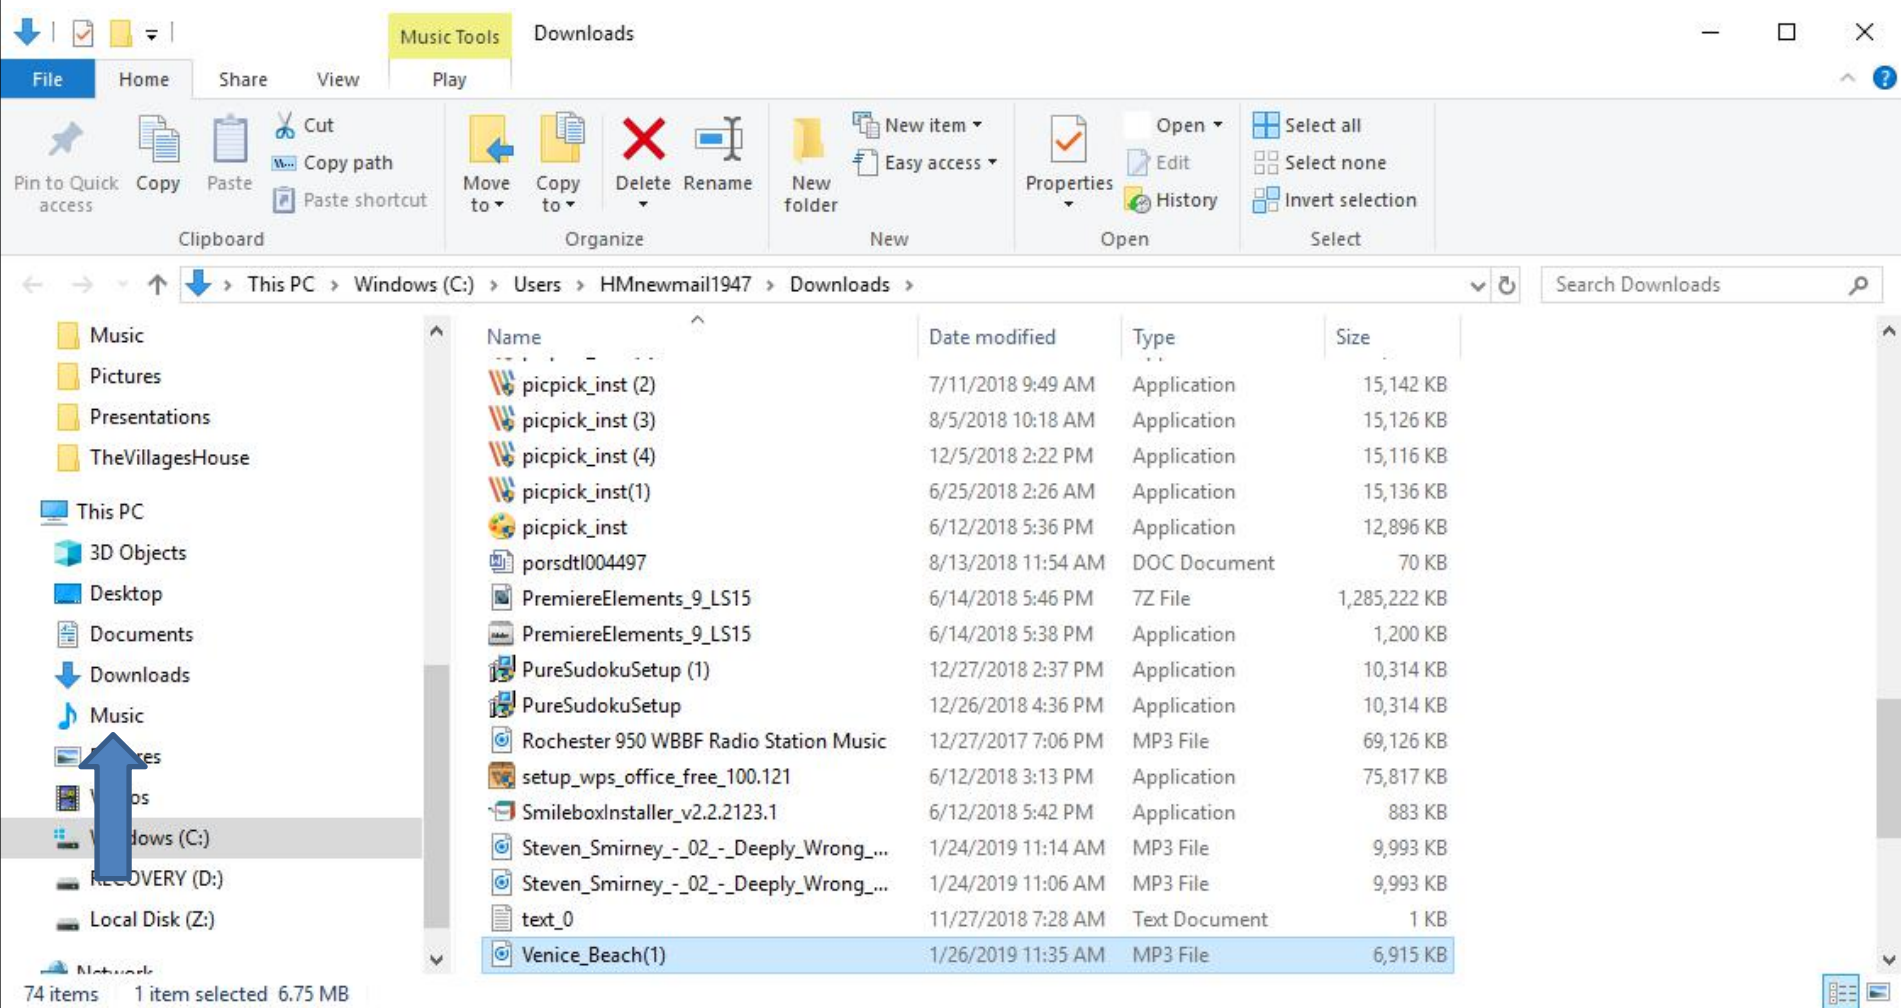 Music Tools
Downloads
File
Home
Share
View
Play
Pin to Quick access
Copy
Paste
Cut
Copy path
Paste shortcut
Clipboard
Move to
Copy to
Delete
Rename
Organize
New folder
New item
Easy access
New
Properties
Open
Edit
History
Open
Select all
Select none
Invert selection
Select
This PC > Windows (C:) > Users > HMnewmail1947 > Downloads >
Search Downloads
Music
Pictures
Presentations
TheVillagesHouse
This PC
3D Objects
Desktop
Documents
Downloads
Music
(C:)
(D:)
Local Disk (Z:)
Network
Name Date modified Type Size
picpick_inst (2) 7/11/2018 9:49 AM Application 15,142 KB
picpick_inst (3) 8/5/2018 10:18 AM Application 15,126 KB
picpick_inst (4) 12/5/2018 2:22 PM Application 15,116 KB
picpick_inst(1) 6/25/2018 2:26 AM Application 15,136 KB
picpick_inst 6/12/2018 5:36 PM Application 12,896 KB
porsdtl004497 8/13/2018 11:54 AM DOC Document 70 KB
PremiereElements_9_LS15 6/14/2018 5:46 PM 7Z File 1,285,222 KB
PremiereElements_9_LS15 6/14/2018 5:38 PM Application 1,200 KB
PureSudokuSetup (1) 12/27/2018 2:37 PM Application 10,314 KB
PureSudokuSetup 12/26/2018 4:36 PM Application 10,314 KB
Rochester 950 WBBF Radio Station Music 12/27/2017 7:06 PM MP3 File 69,126 KB
setup_wps_office_free_100.121 6/12/2018 3:13 PM Application 75,817 KB
SmileboxInstaller_v2.2.2123.1 6/12/2018 5:42 PM Application 883 KB
Steven_Smirney_-_02_-_Deeply_Wrong_... 1/24/2019 11:14 AM MP3 File 9,993 KB
Steven_Smirney_-_02_-_Deeply_Wrong_... 1/24/2019 11:06 AM MP3 File 9,993 KB
text_0 11/27/2018 7:28 AM Text Document 1 KB
Venice_Beach(1) 1/26/2019 11:35 AM MP3 File 6,915 KB
74 items 1 item selected 6.75 MB